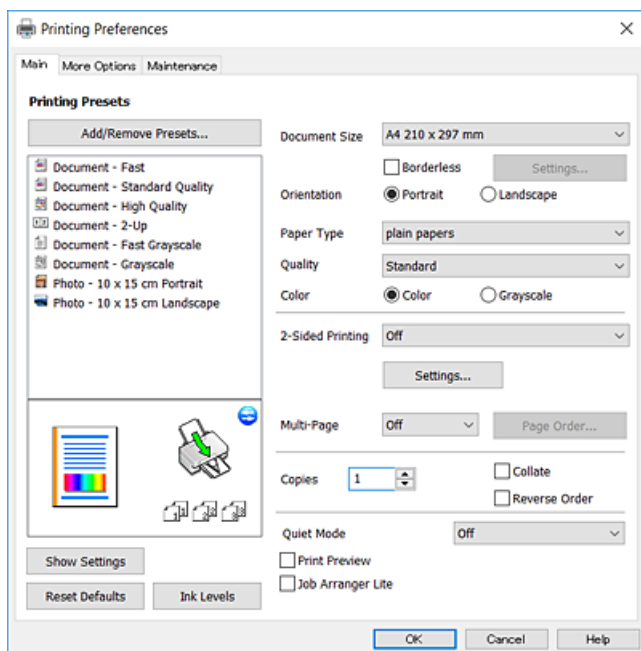 Printing Preferences
Main More Options Maintenance
Printing Presets
Add/Remove Presets...
Document - Fast
Document - Standard Quality
Document - High Quality
Document - 2-Up
Document - Fast Grayscale
Document - Grayscale
Photo - 10 x 15 cm Portrait
Photo - 10 x 15 cm Landscape
Show Settings
Reset Defaults Ink Levels
Document Size A4 210 x 297 mm
Borderless Settings...
Orientation Portrait Landscape
Paper Type plain papers
Quality Standard
Color Color Grayscale
2-Sided Printing Off
Settings...
Multi-Page Off Page Order...
Copies 1 Collate
Reverse Order
Quiet Mode Off
Print Preview
Job Arranger Lite
OK Cancel Help